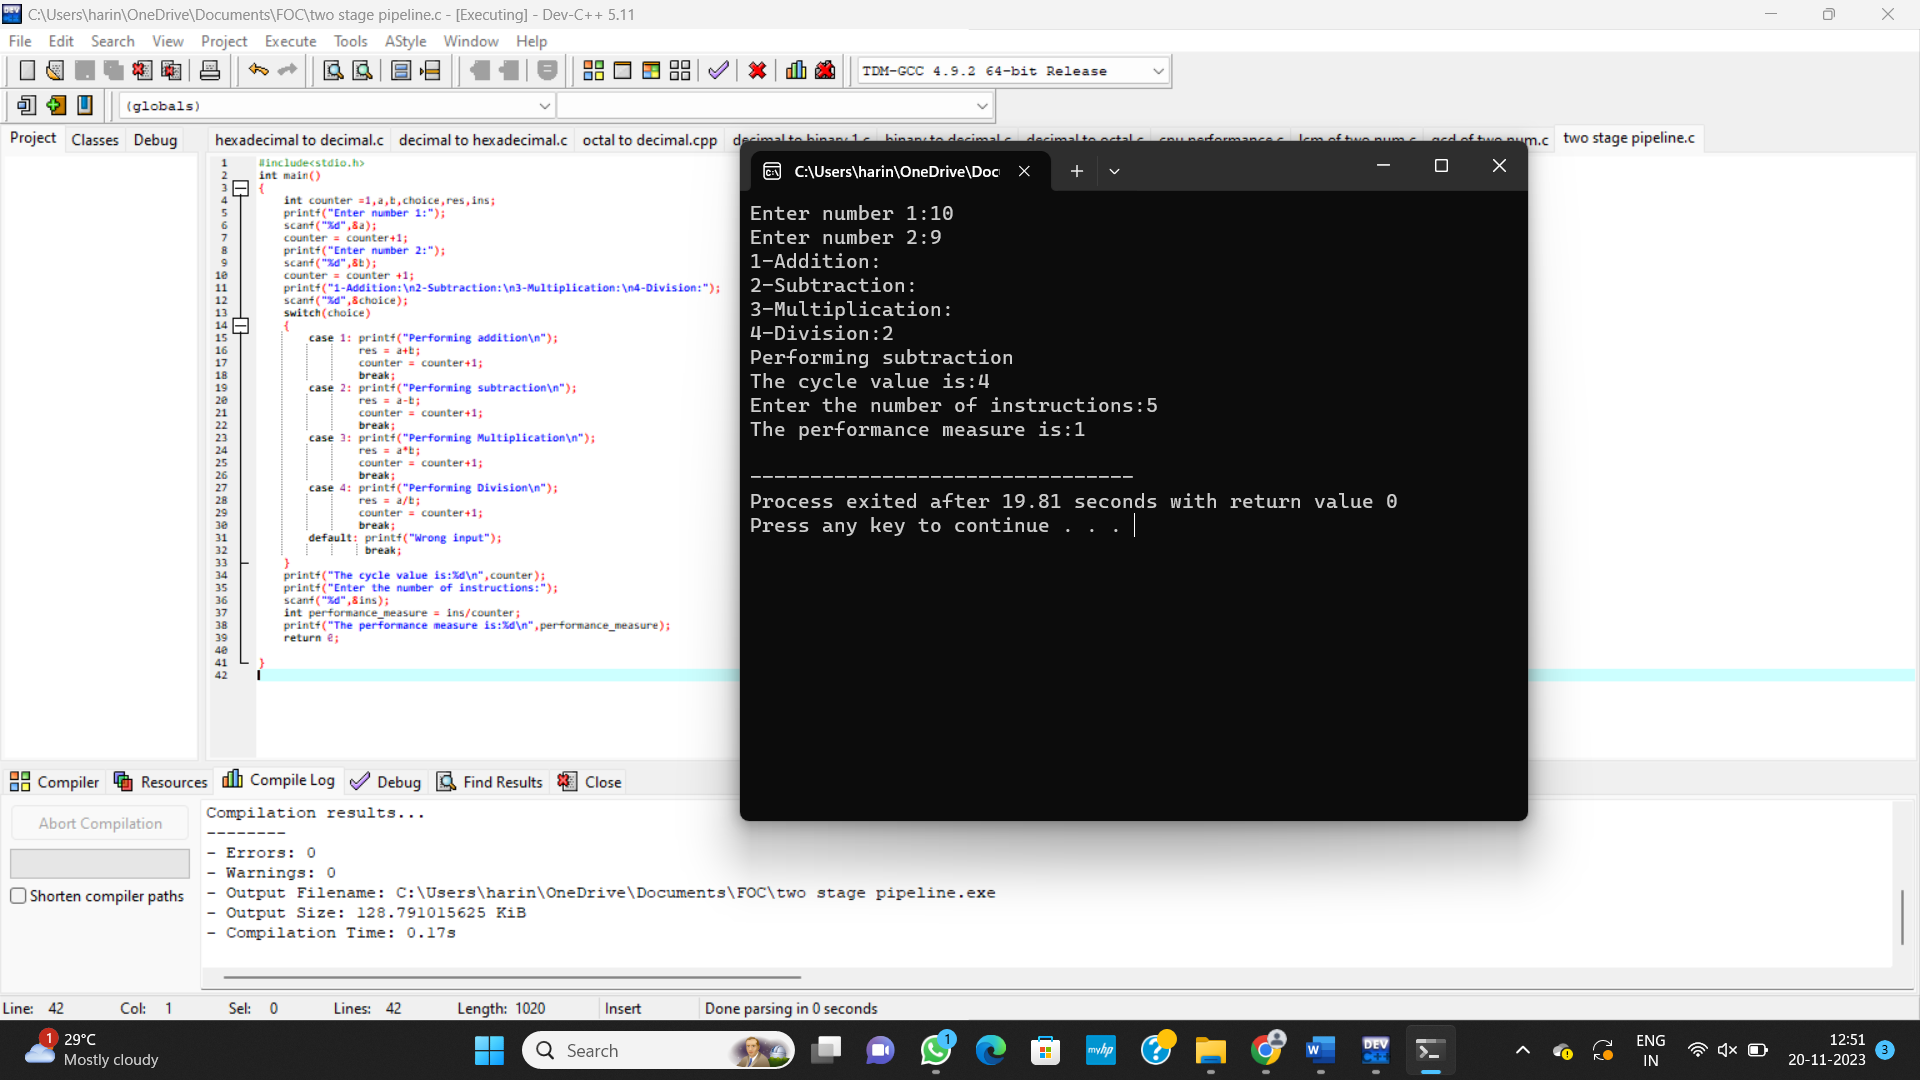 C:\Users\harin\OneDrive\Documents\FOC\two stage pipeline.c - [Executing] - Dev-C++ 5.11
File Edit Search View Project Execute Tools AStyle Window Help
TDM-GCC 4.9.2 64-bit Release
(globals)
Project Classes Debug
hexadecimal to decimal.c decimal to hexadecimal.c octal to decimal.cpp decimal to binary 1.c binary to decimal.c decimal to octal.c cpu performance.c lcm of two num.c gcd of two num.c two stage pipeline.c
1 #include<stdio.h>
2 int main()
3 {
4 int counter =1,a,b,choice,res,ins;
5 printf("Enter number 1:");
6 scanf("%d",&a);
7 counter = counter+1;
8 printf("Enter number 2:");
9 scanf("%d",&b);
10 counter = counter +1;
11 printf("1-Addition:\n2-Subtraction:\n3-Multiplication:\n4-Division:");
12 scanf("%d",&choice);
13 switch(choice)
14 {
15 case 1: printf("Performing addition\n");
16 res = a+b;
17 counter = counter+1;
18 break;
19 case 2: printf("Performing subtraction\n");
20 res = a-b;
21 counter = counter+1;
22 break;
23 case 3: printf("Performing Multiplication\n");
24 res = a*b;
25 counter = counter+1;
26 break;
27 case 4: printf("Performing Division\n");
28 res = a/b;
29 counter = counter+1;
30 break;
31 default: printf("Wrong input");
32 break;
33 }
34 printf("The cycle value is:%d\n",counter);
35 printf("Enter the number of instructions:");
36 scanf("%d",&ins);
37 int performance_measure = ins/counter;
38 printf("The performance measure is:%d\n",performance_measure);
39 return 0;
40
41 }
42
C:\Users\harin\OneDrive\Doc
Enter number 1:10
Enter number 2:9
1-Addition:
2-Subtraction:
3-Multiplication:
4-Division:2
Performing subtraction
The cycle value is:4
Enter the number of instructions:5
The performance measure is:1
--------------------------------
Process exited after 19.81 seconds with return value 0
Press any key to continue . . .
Compiler Resources Compile Log Debug Find Results Close
Abort Compilation
Shorten compiler paths
Compilation results...
--------
- Errors: 0
- Warnings: 0
- Output Filename: C:\Users\harin\OneDrive\Documents\FOC\two stage pipeline.exe
- Output Size: 128.791015625 KiB
- Compilation Time: 0.17s
Line: 42 Col: 1 Sel: 0 Lines: 42 Length: 1020 Insert Done parsing in 0 seconds
1
29°C
Mostly cloudy
Search
1
myhp
W
DEV C++
ENG
IN
12:51
20-11-2023
3